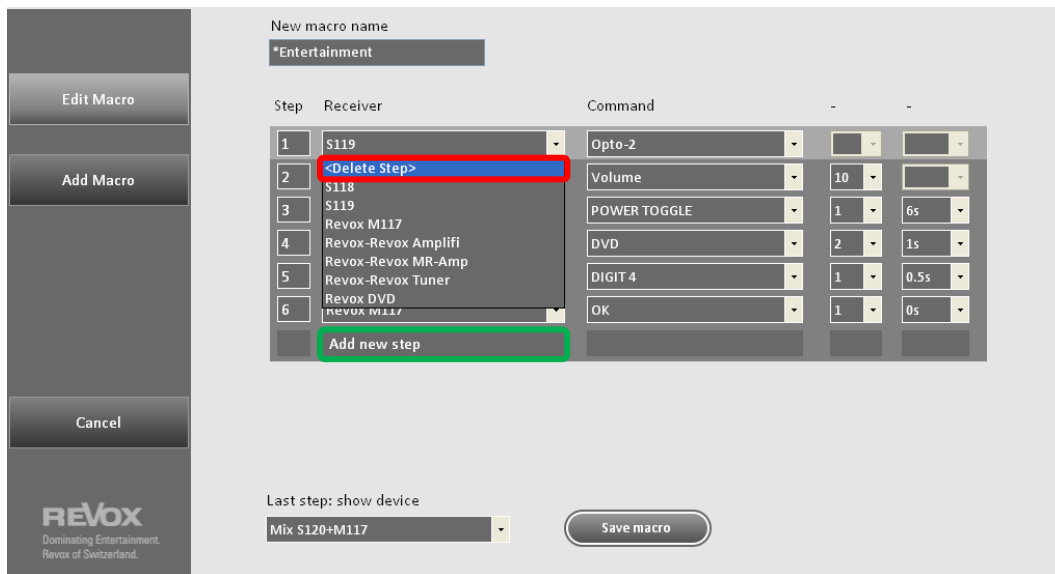 New macro name
*Entertainment
Edit Macro
Step Receiver Command - -
1 S119 Opto-2
<Delete Step>
Add Macro
2 Volume 10
S118
3 S119 POWER TOGGLE 1 6s
Revox M117
4 Revox-Revox Amplifi DVD 2 1s
Revox-Revox MR-Amp
5 Revox-Revox Tuner DIGIT 4 1 0.5s
Revox DVD
6 Revox M117 OK 1 0s
Add new step
Cancel
Last step: show device
REVOX
Mix S120+M117 Save macro
Dominating Entertainment.
Revox of Switzerland.